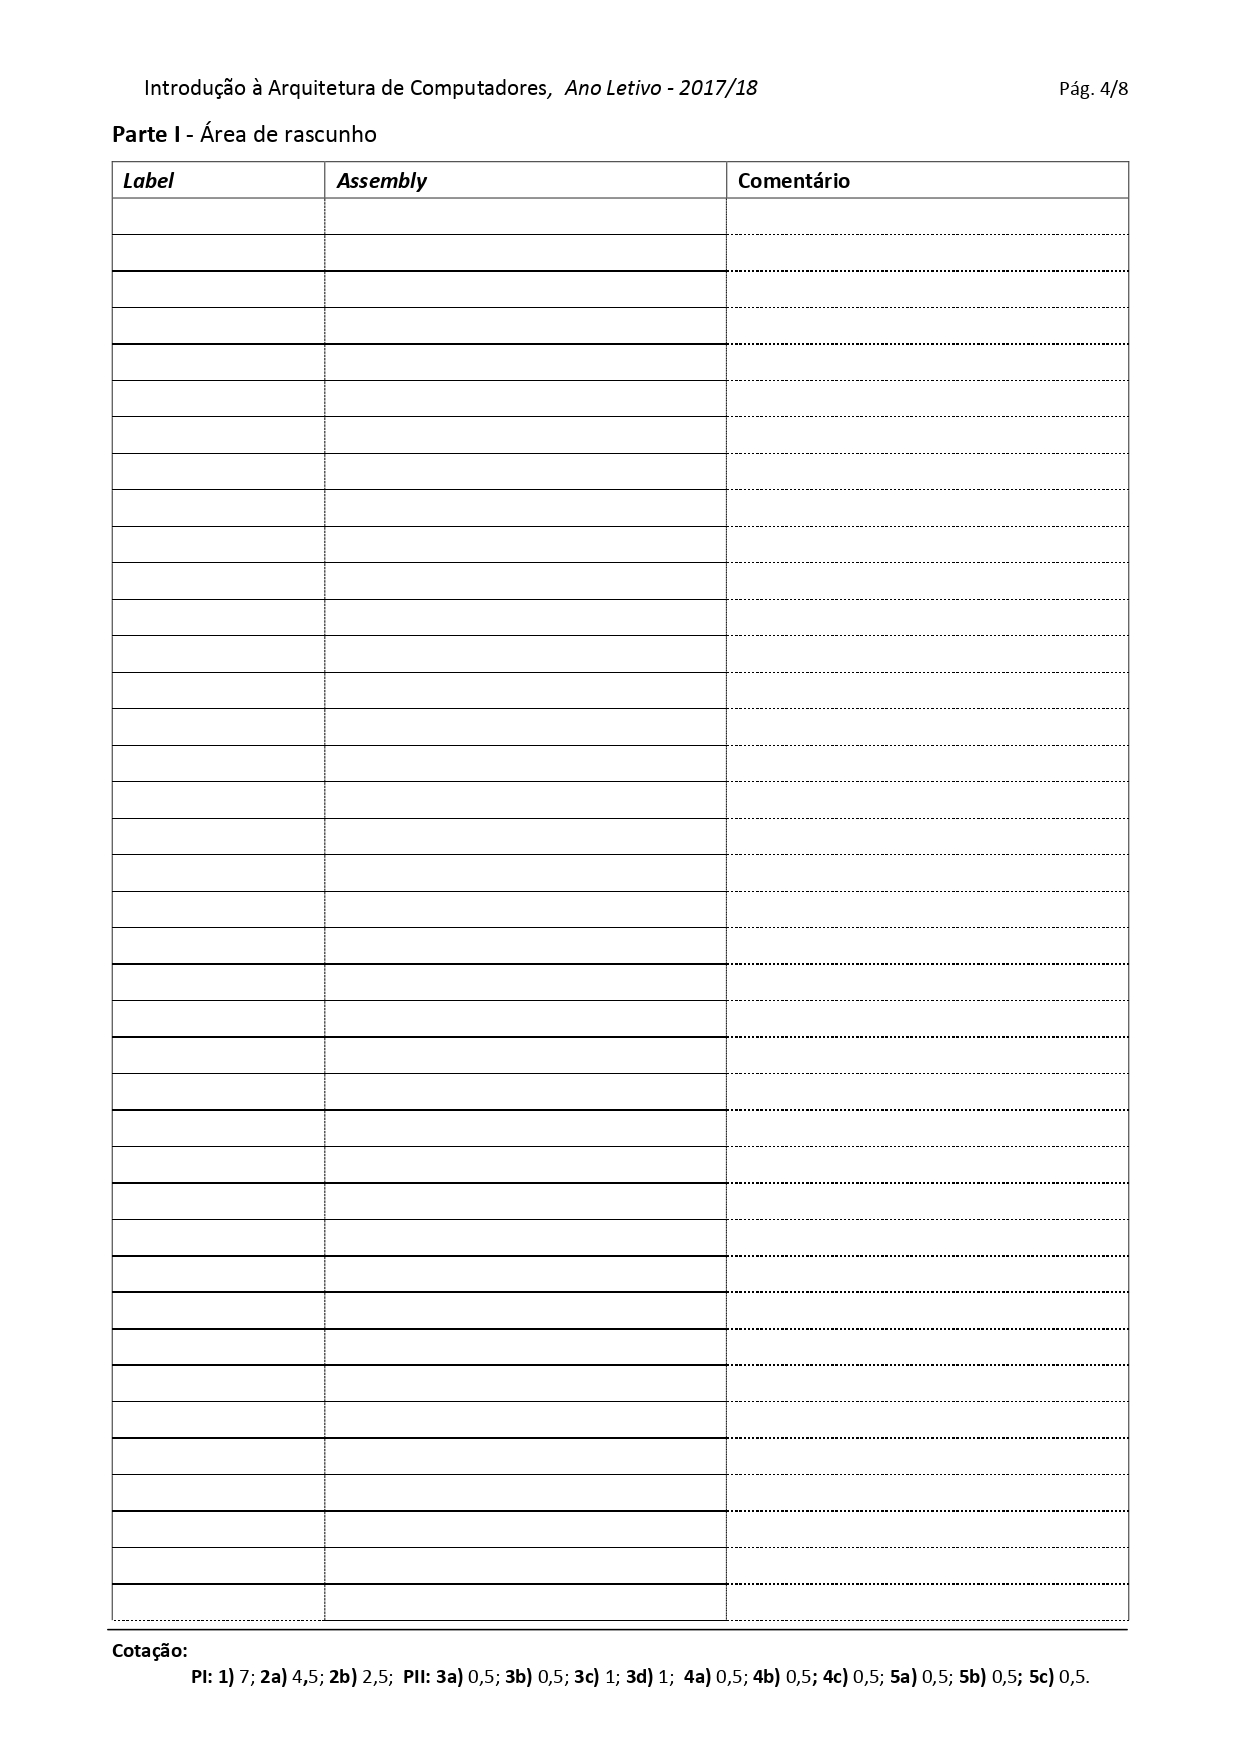 Introdução à Arquitetura de Computadores, Ano Letivo - 2017/18 Pág. 4/8
Parte I - Área de rascunho
Label Assembly Comentário
Cotação:
PI: 1) 7; 2a) 4,5; 2b) 2,5; PII: 3a) 0,5; 3b) 0,5; 3c) 1; 3d) 1; 4a) 0,5; 4b) 0,5; 4c) 0,5; 5a) 0,5; 5b) 0,5; 5c) 0,5.